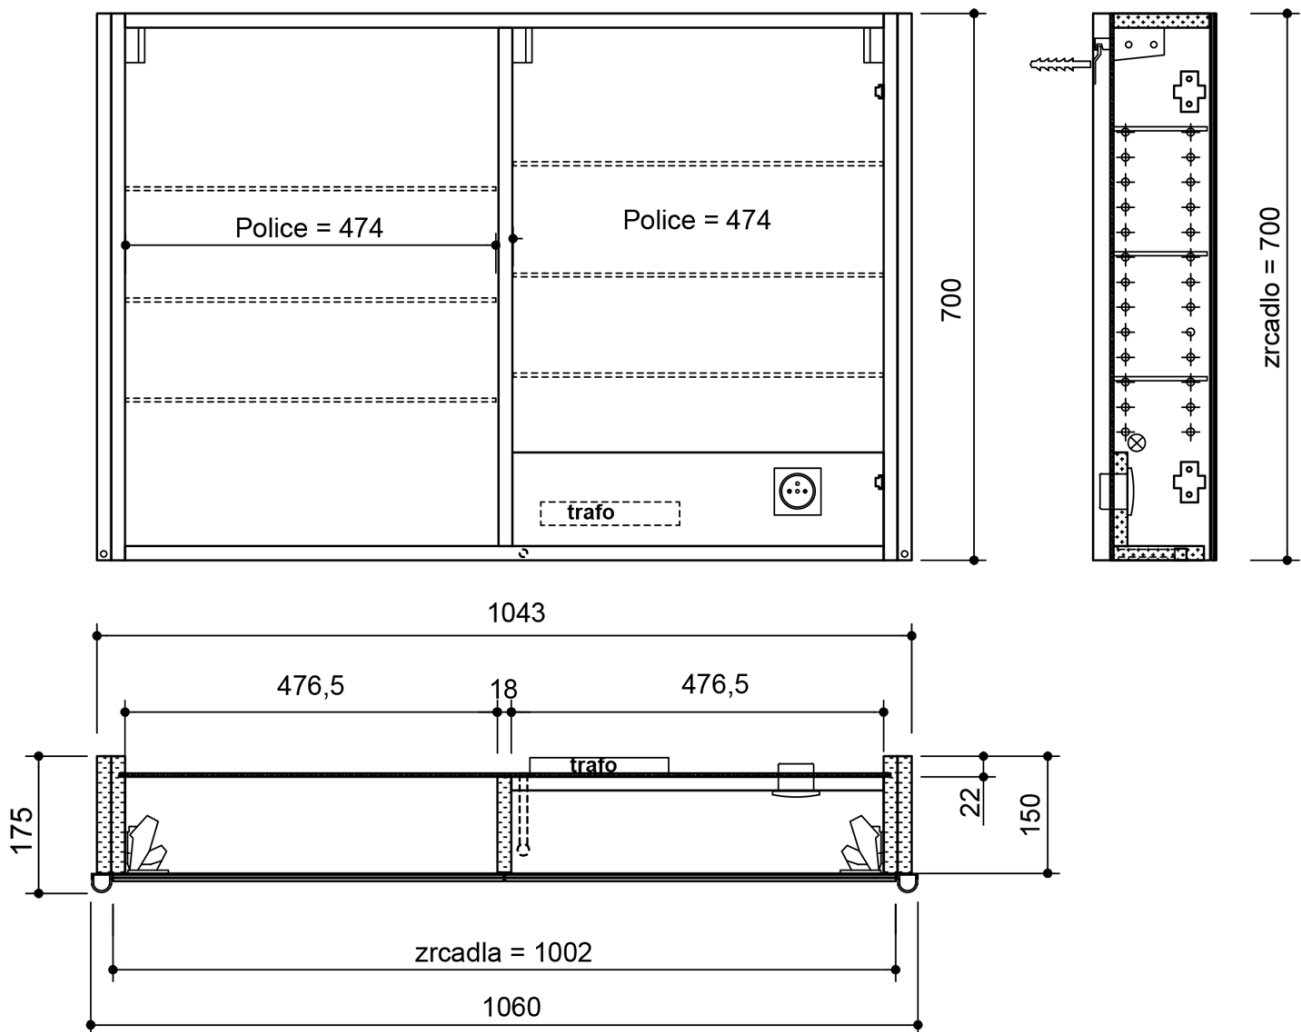 Police = 474
Police = 474
trafo
700
zrcadlo = 700
1043
476,5
18
476,5
trafo
175
22
150
zrcadla = 1002
1060